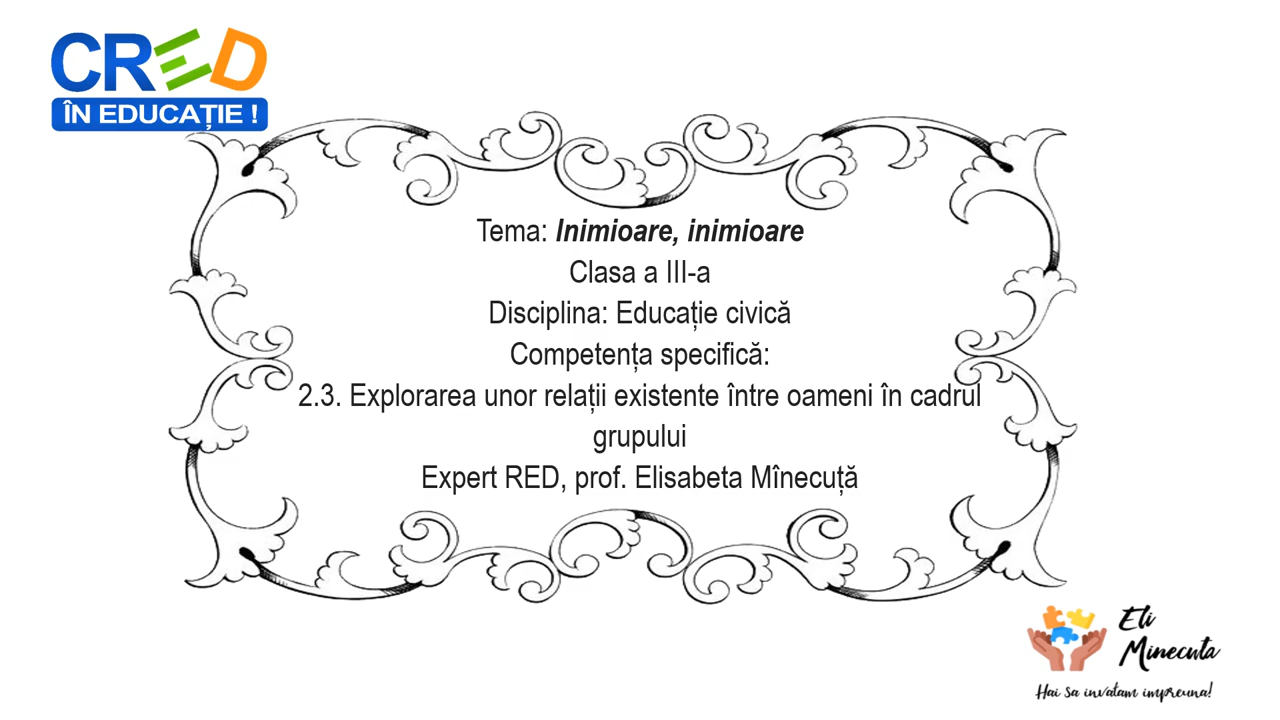 CRED
ÎN EDUCAȚIE !
Tema: Inimioare, inimioare
Clasa a III-a
Disciplina: Educație civică
Competența specifică:
2.3. Explorarea unor relații existente între oameni în cadrul
grupului
Expert RED, prof. Elisabeta Mînecuță
Eli
Minecuta
Hai sa invatam impreuna!